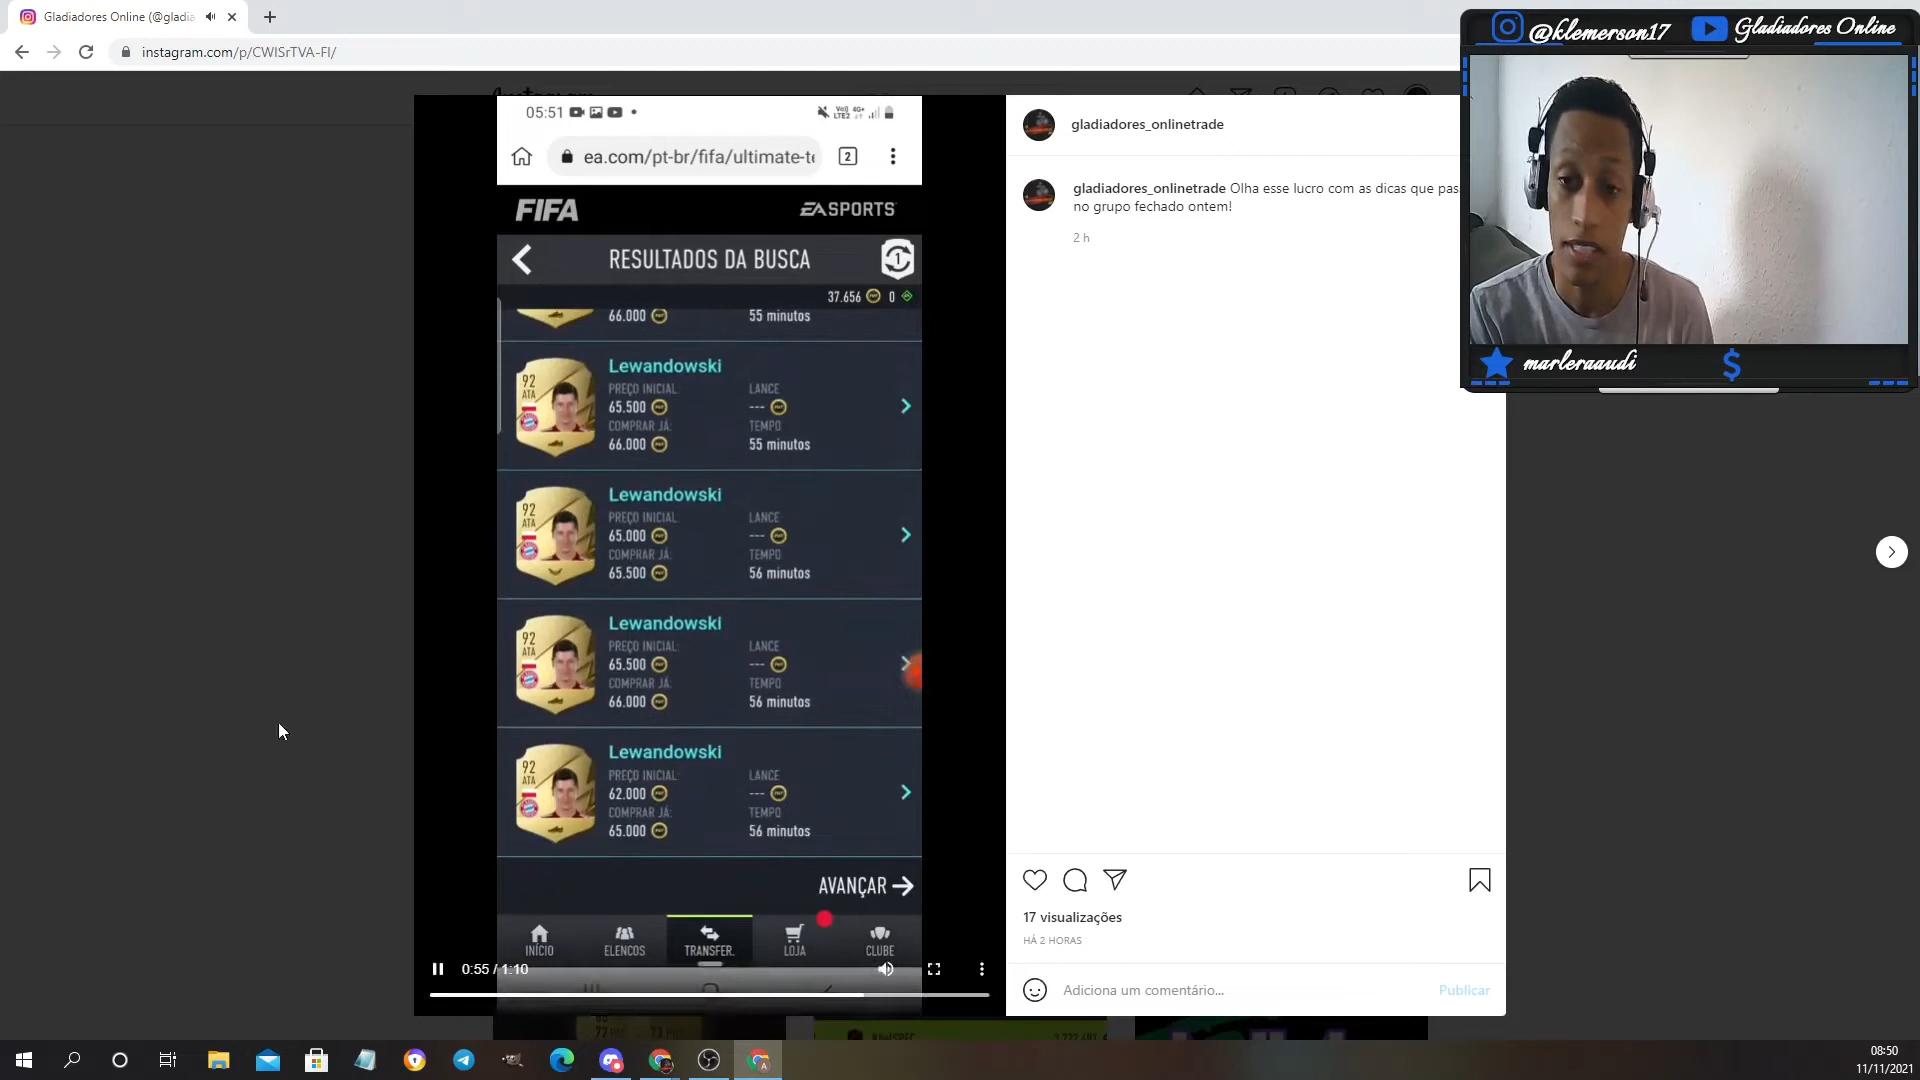 Gladiadores Online (@gladia
instagram.com/p/CWISrTVA-FI/
@klemerson17
Gladiadores Online
marleraaudi
$
05:51
Voi)) 4G+
LTE2
ea.com/pt-br/fifa/ultimate-te
2
FIFA
EA SPORTS
RESULTADOS DA BUSCA
1
37.656
0
66.000
55 minutos
92
ATA
Lewandowski
PREÇO INICIAL:
LANCE
65.500
---
COMPRAR JÁ:
TEMPO
66.000
55 minutos
92
ATA
Lewandowski
PREÇO INICIAL:
LANCE
65.000
---
COMPRAR JÁ:
TEMPO
65.500
56 minutos
92
ATA
Lewandowski
PREÇO INICIAL:
LANCE
65.500
---
COMPRAR JÁ:
TEMPO
66.000
56 minutos
92
ATA
Lewandowski
PREÇO INICIAL:
LANCE
62.000
---
COMPRAR JÁ:
TEMPO
65.000
56 minutos
AVANÇAR
INÍCIO
ELENCOS
TRANSFER.
LOJA
CLUBE
0:55 / 1:10
gladiadores_onlinetrade
gladiadores_onlinetrade Olha esse lucro com as dicas que pas
no grupo fechado ontem!
2 h
17 visualizações
HÁ 2 HORAS
Adiciona um comentário...
Publicar
08:50
11/11/2021